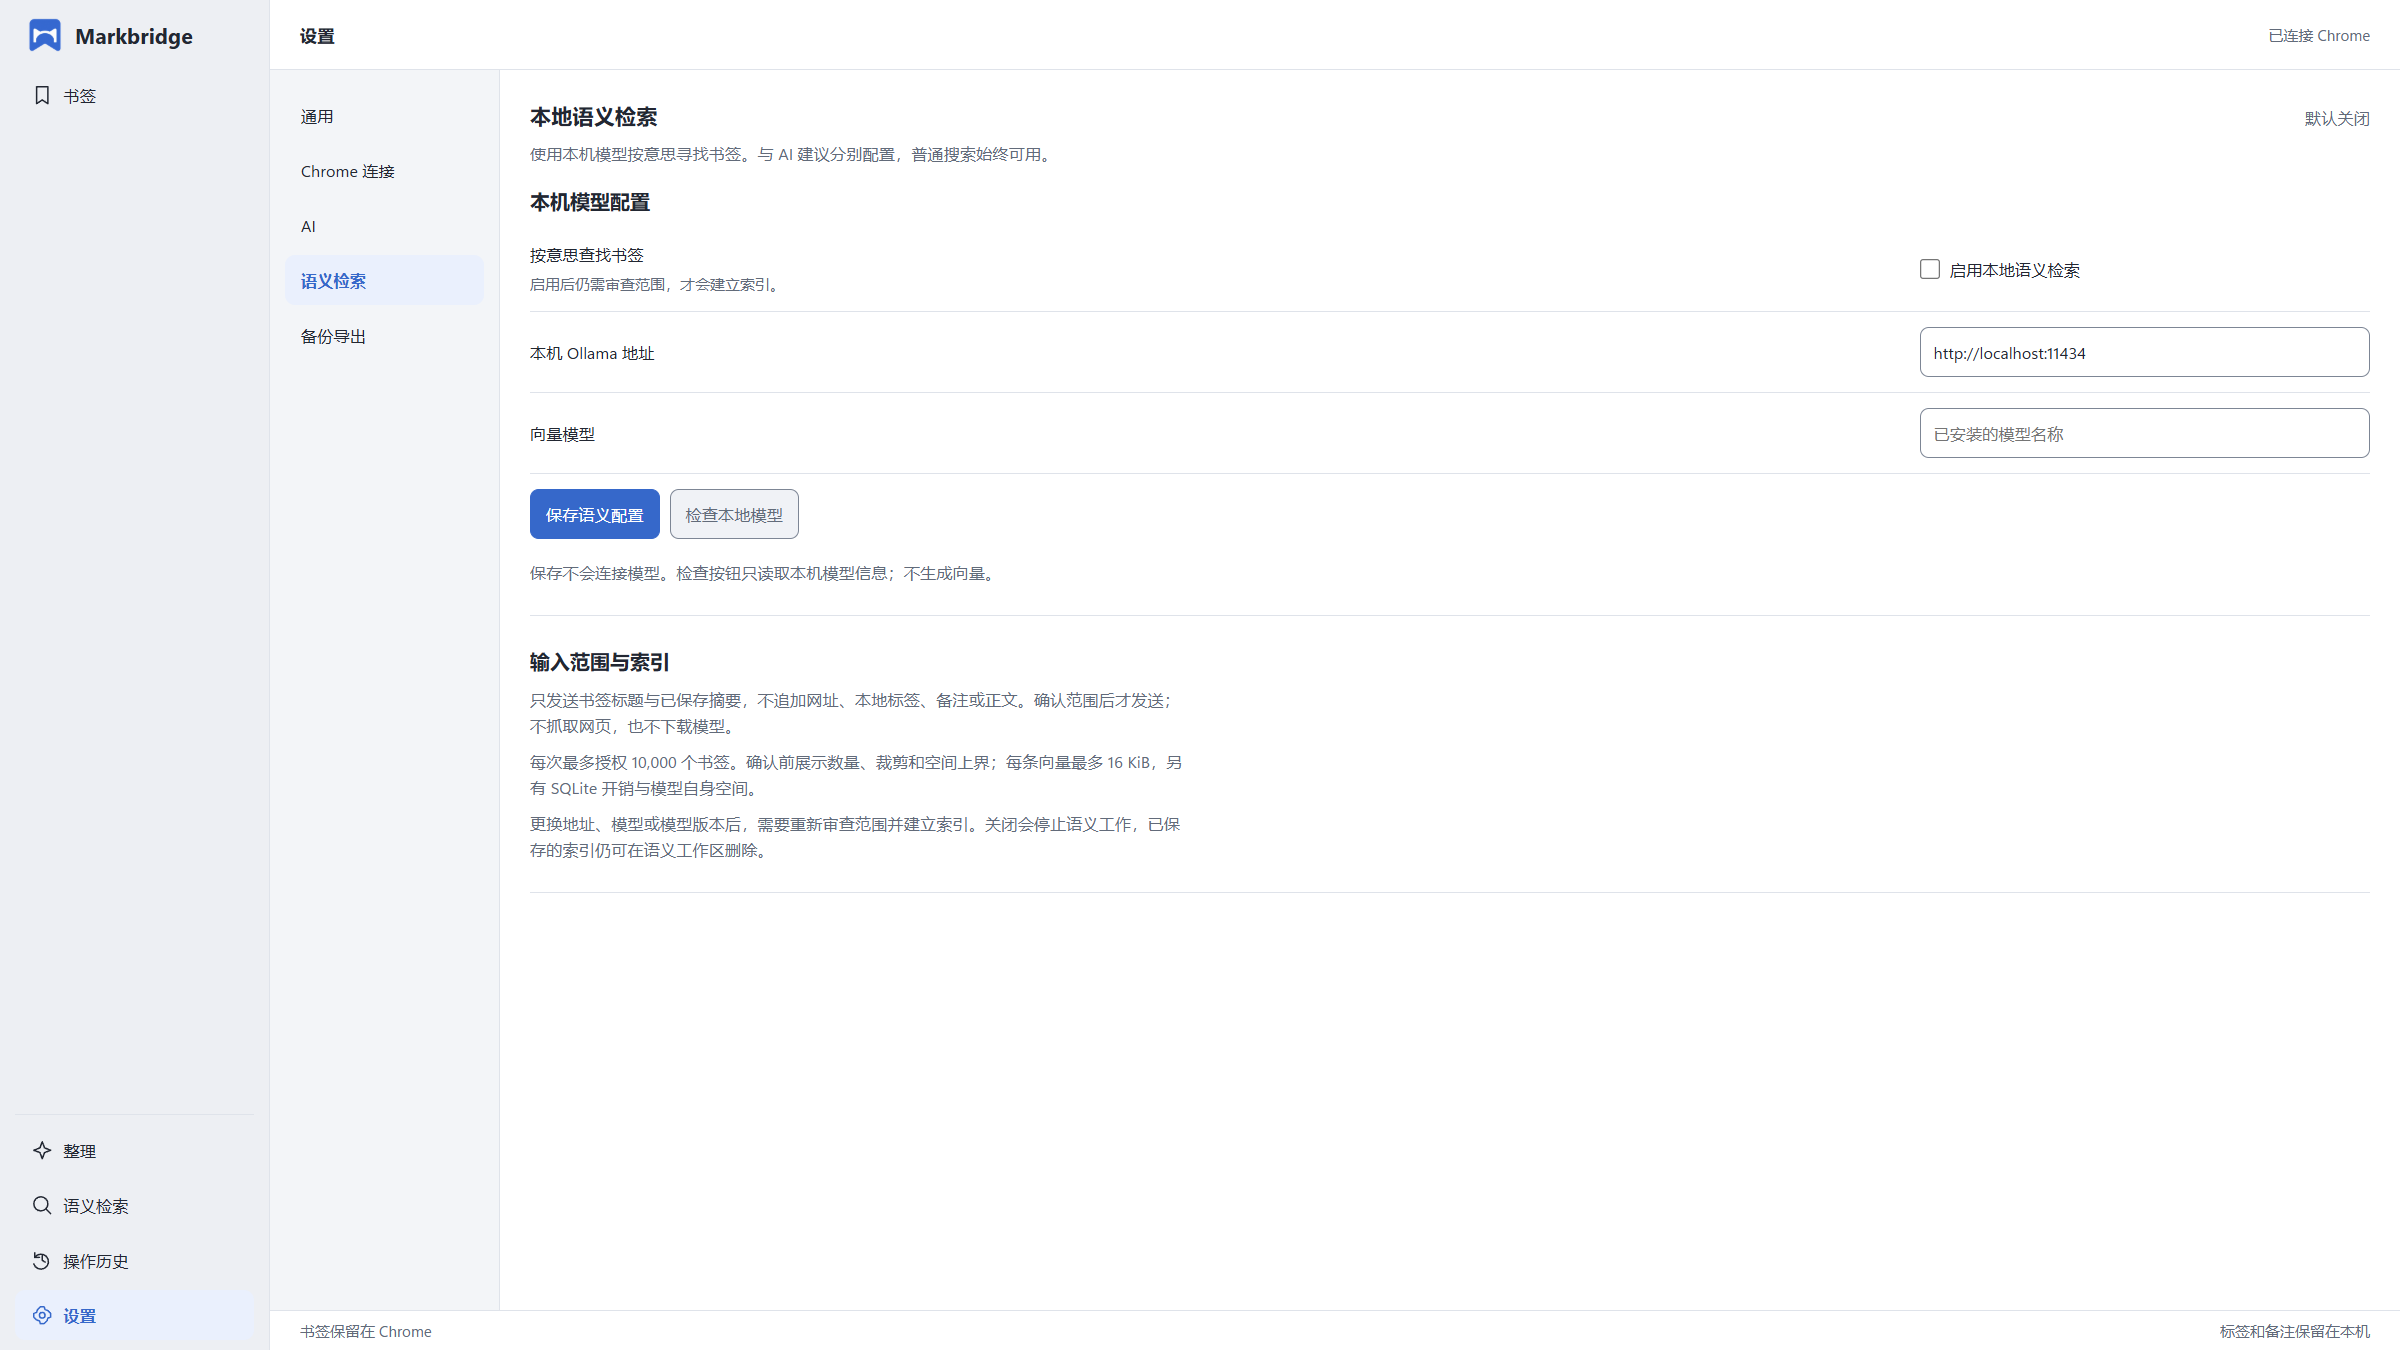 Markbridge
书签
整理
语义检索
操作历史
设置
设置
已连接 Chrome
通用
Chrome 连接
AI
语义检索
备份导出
本地语义检索
默认关闭
使用本机模型按意思寻找书签。与 AI 建议分别配置，普通搜索始终可用。
本机模型配置
按意思查找书签
启用后仍需审查范围，才会建立索引。
启用本地语义检索
本机 Ollama 地址
http://localhost:11434
向量模型
已安装的模型名称
保存语义配置
检查本地模型
保存不会连接模型。检查按钮只读取本机模型信息；不生成向量。
输入范围与索引
只发送书签标题与已保存摘要，不追加网址、本地标签、备注或正文。确认范围后才发送；
不抓取网页，也不下载模型。
每次最多授权 10,000 个书签。确认前展示数量、裁剪和空间上界；每条向量最多 16 KiB，另
有 SQLite 开销与模型自身空间。
更换地址、模型或模型版本后，需要重新审查范围并建立索引。关闭会停止语义工作，已保
存的索引仍可在语义工作区删除。
书签保留在 Chrome
标签和备注保留在本机